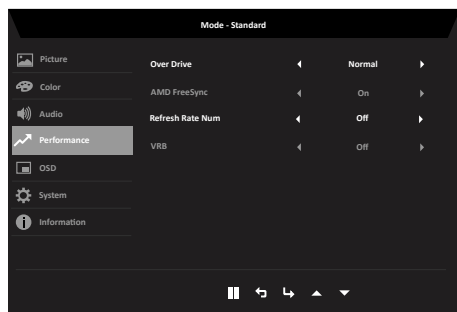 Mode - Standard
Picture
Color
Audio
Performance
OSD
System
Information
Over Drive Normal
AMD FreeSync On
Refresh Rate Num Off
VRB Off